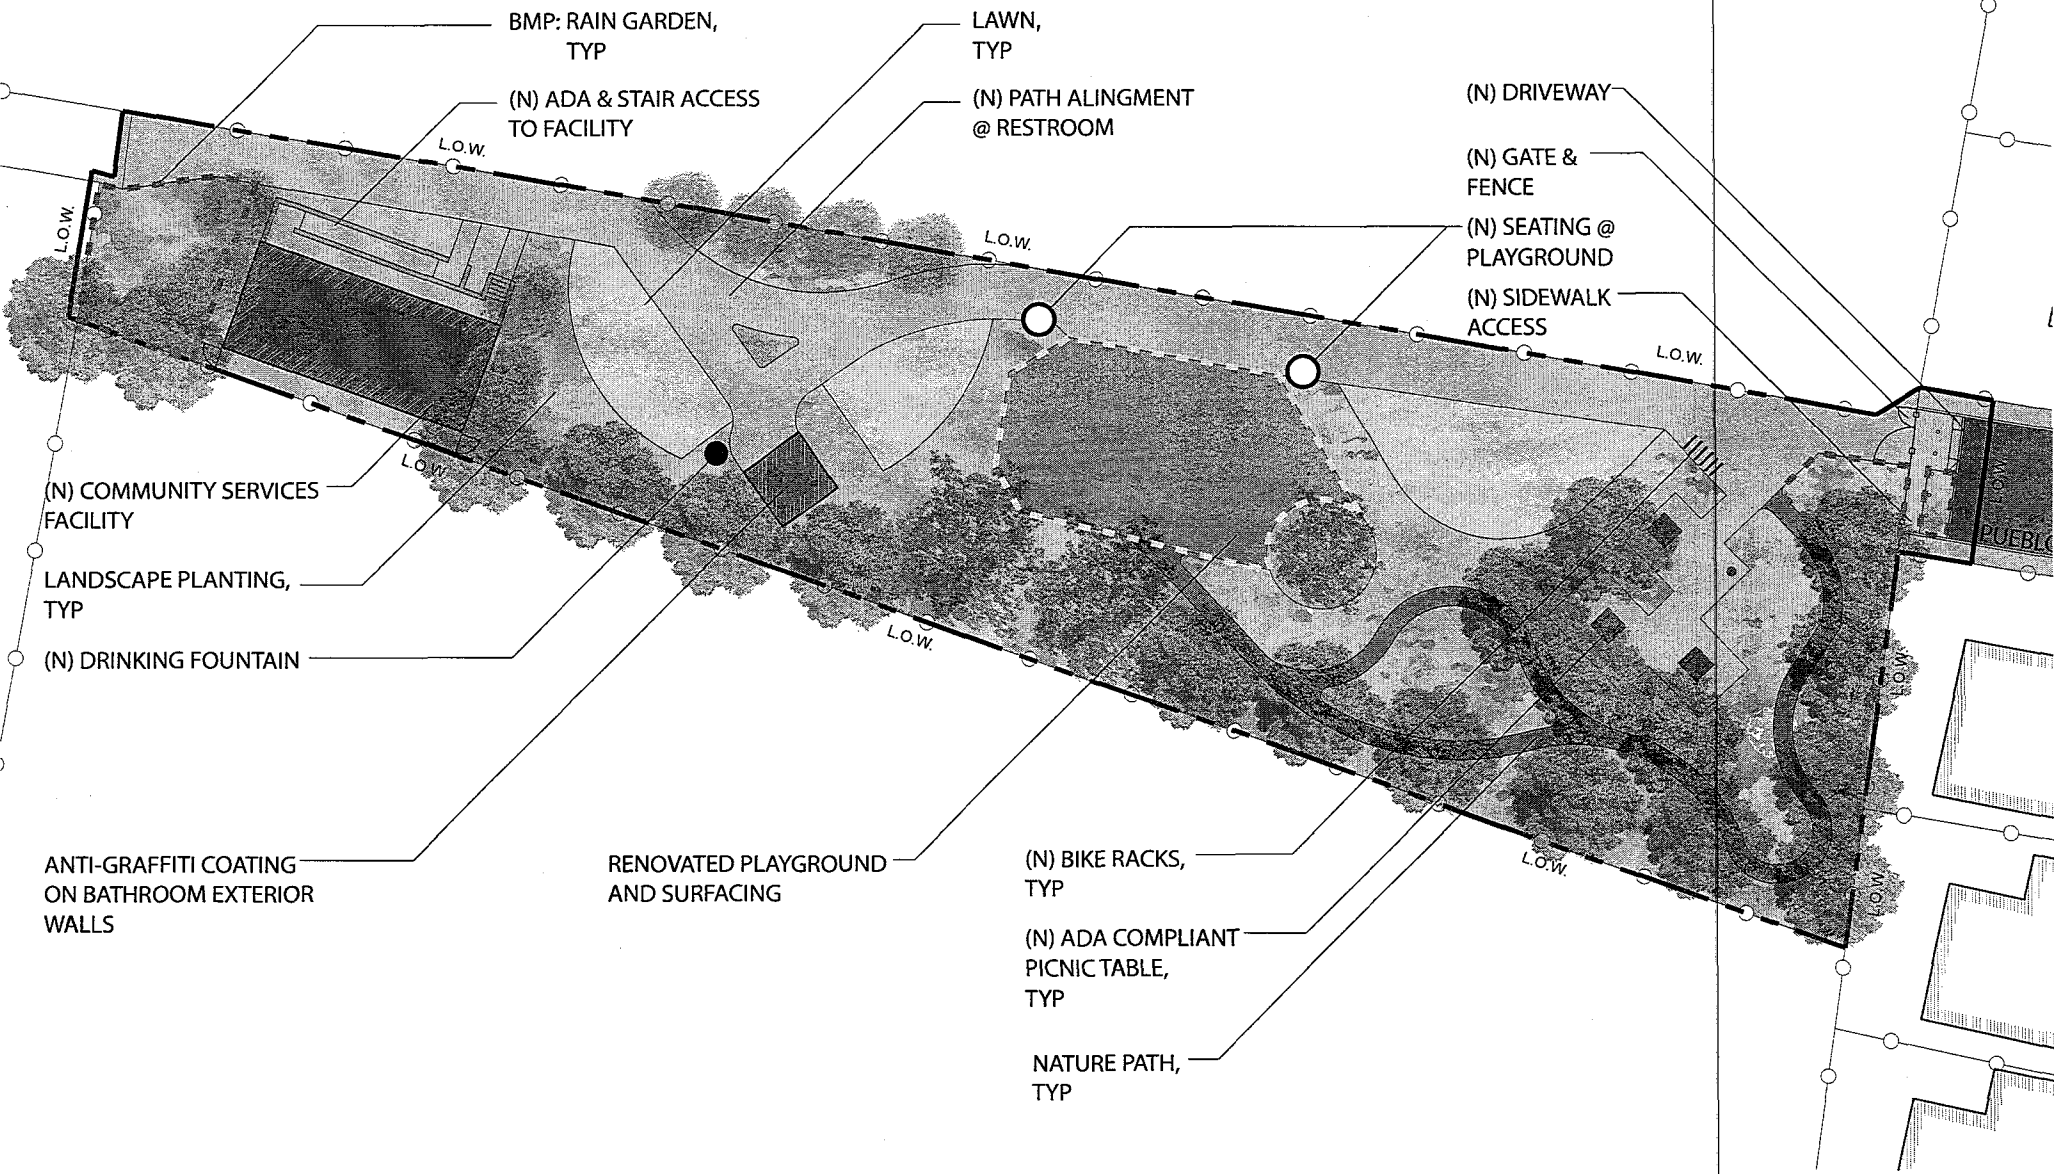 BMP: RAIN GARDEN,
TYP
(N) ADA & STAIR ACCESS
TO FACILITY
LAWN,
TYP
(N) PATH ALINGMENT
@ RESTROOM
(N) DRIVEWAY
(N) GATE &
FENCE
(N) SEATING @
PLAYGROUND
(N) SIDEWALK
ACCESS
L.O.W.
L.O.W.
L.O.W.
L.O.W.
L.O.W.
L.O.W.
L.O.W.
L.O.W.
L.O.W.
L.O.W.
PUEBLO
(N) COMMUNITY SERVICES
FACILITY
LANDSCAPE PLANTING,
TYP
(N) DRINKING FOUNTAIN
ANTI-GRAFFITI COATING
ON BATHROOM EXTERIOR
WALLS
RENOVATED PLAYGROUND
AND SURFACING
(N) BIKE RACKS,
TYP
(N) ADA COMPLIANT
PICNIC TABLE,
TYP
NATURE PATH,
TYP